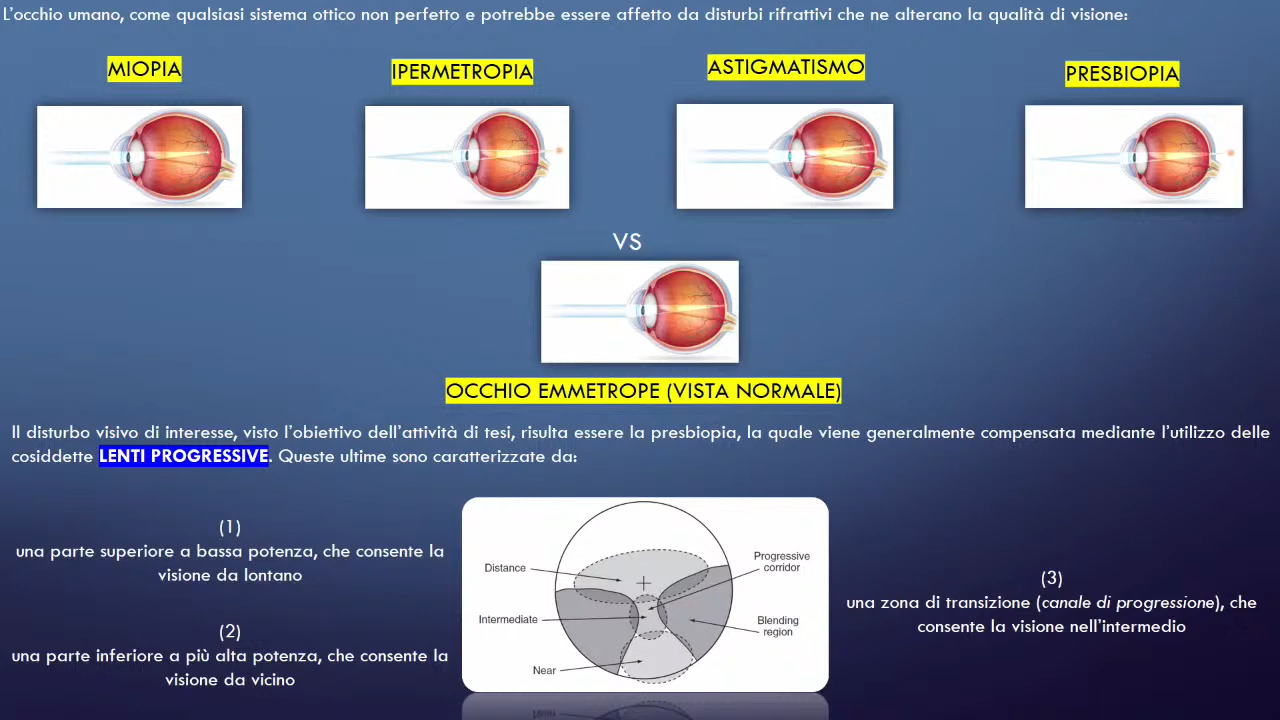 L'occhio umano, come qualsiasi sistema ottico non perfetto e potrebbe essere affetto da disturbi rifrattivi che ne alterano la qualità di visione:
MIOPIA
IPERMETROPIA
ASTIGMATISMO
PRESBIOPIA
VS
OCCHIO EMMETROPE (VISTA NORMALE)
Il disturbo visivo di interesse, visto l'obiettivo dell'attività di tesi, risulta essere la presbiopia, la quale viene generalmente compensata mediante l'utilizzo delle
cosiddette LENTI PROGRESSIVE. Queste ultime sono caratterizzate da:
(1)
una parte superiore a bassa potenza, che consente la
visione da lontano
(2)
una parte inferiore a più alta potenza, che consente la
visione da vicino
Distance
Intermediate
Near
Progressive
corridor
Blending
region
(3)
una zona di transizione (canale di progressione), che
consente la visione nell'intermedio